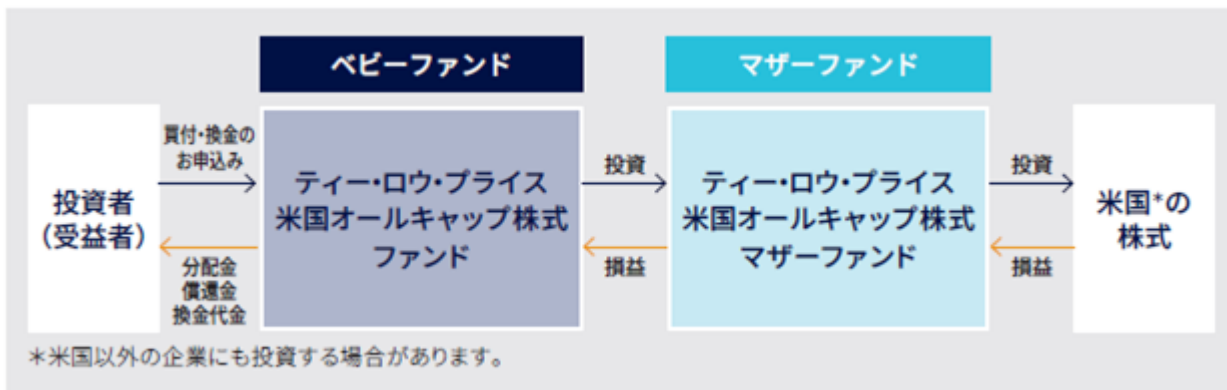 ベビーファンド
マザーファンド
投資者
（受益者）
買付・換金の
お申込み
分配金
償還金
換金代金
ティー・ロウ・プライス
米国オールキャップ株式
ファンド
投資
損益
ティー・ロウ・プライス
米国オールキャップ株式
マザーファンド
投資
損益
米国*の
株式
＊米国以外の企業にも投資する場合があります。